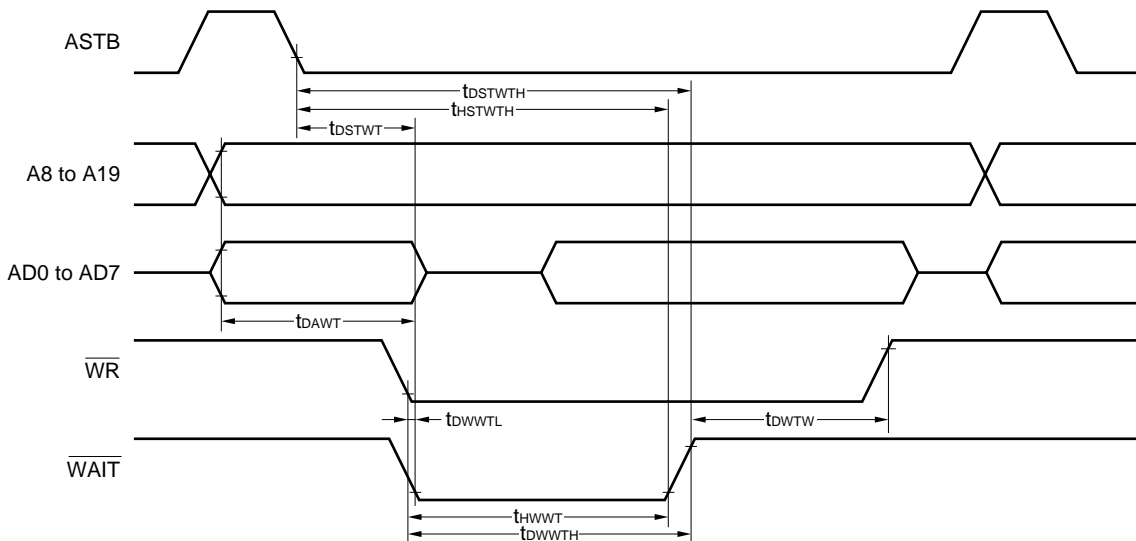 ASTB
tDSTWTH
tHSTWTH
tDSTWT
A8 to A19
AD0 to AD7
tDAWT
WR
tDWWTL
tDWTW
WAIT
tHWWT
tDWWTH